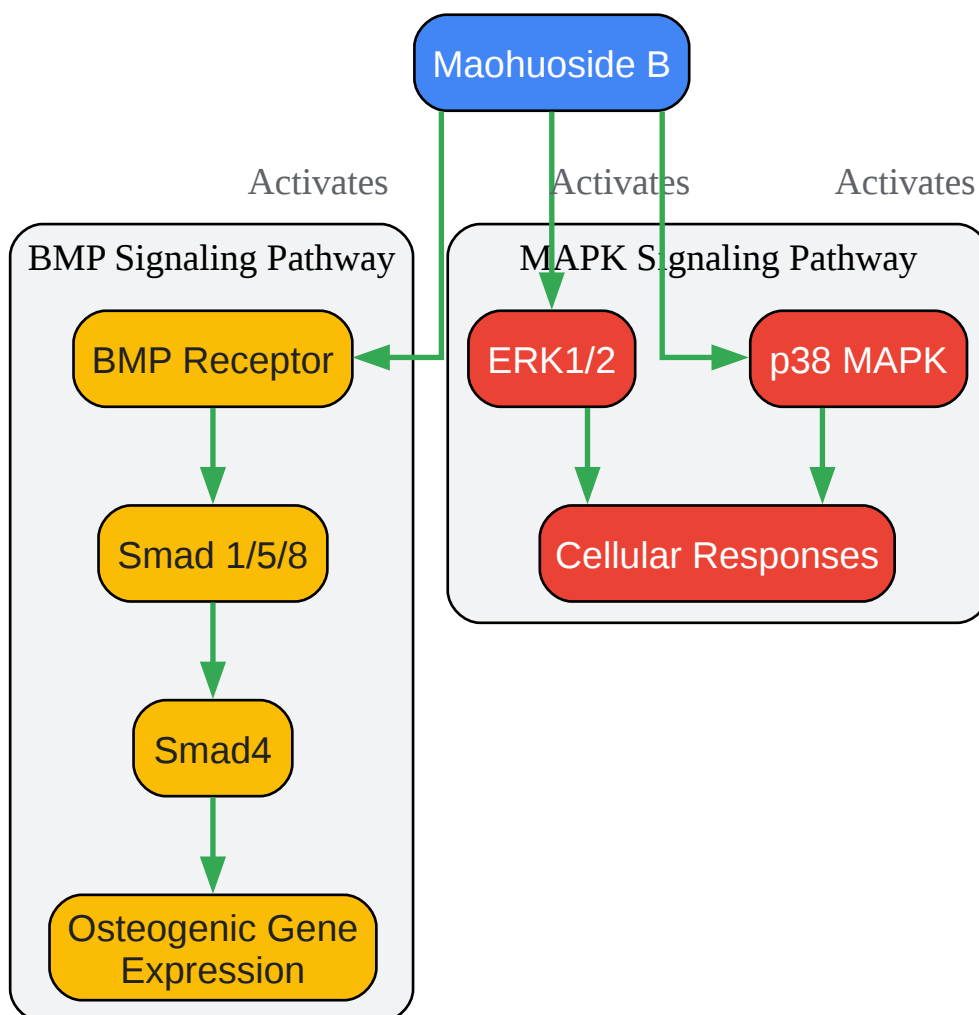 Maohuoside B
Activates
Activates
Activates
BMP Signaling Pathway
MAPK Signaling Pathway
BMP Receptor
ERK1/2
p38 MAPK
Smad 1/5/8
Cellular Responses
Smad4
Osteogenic Gene
Expression